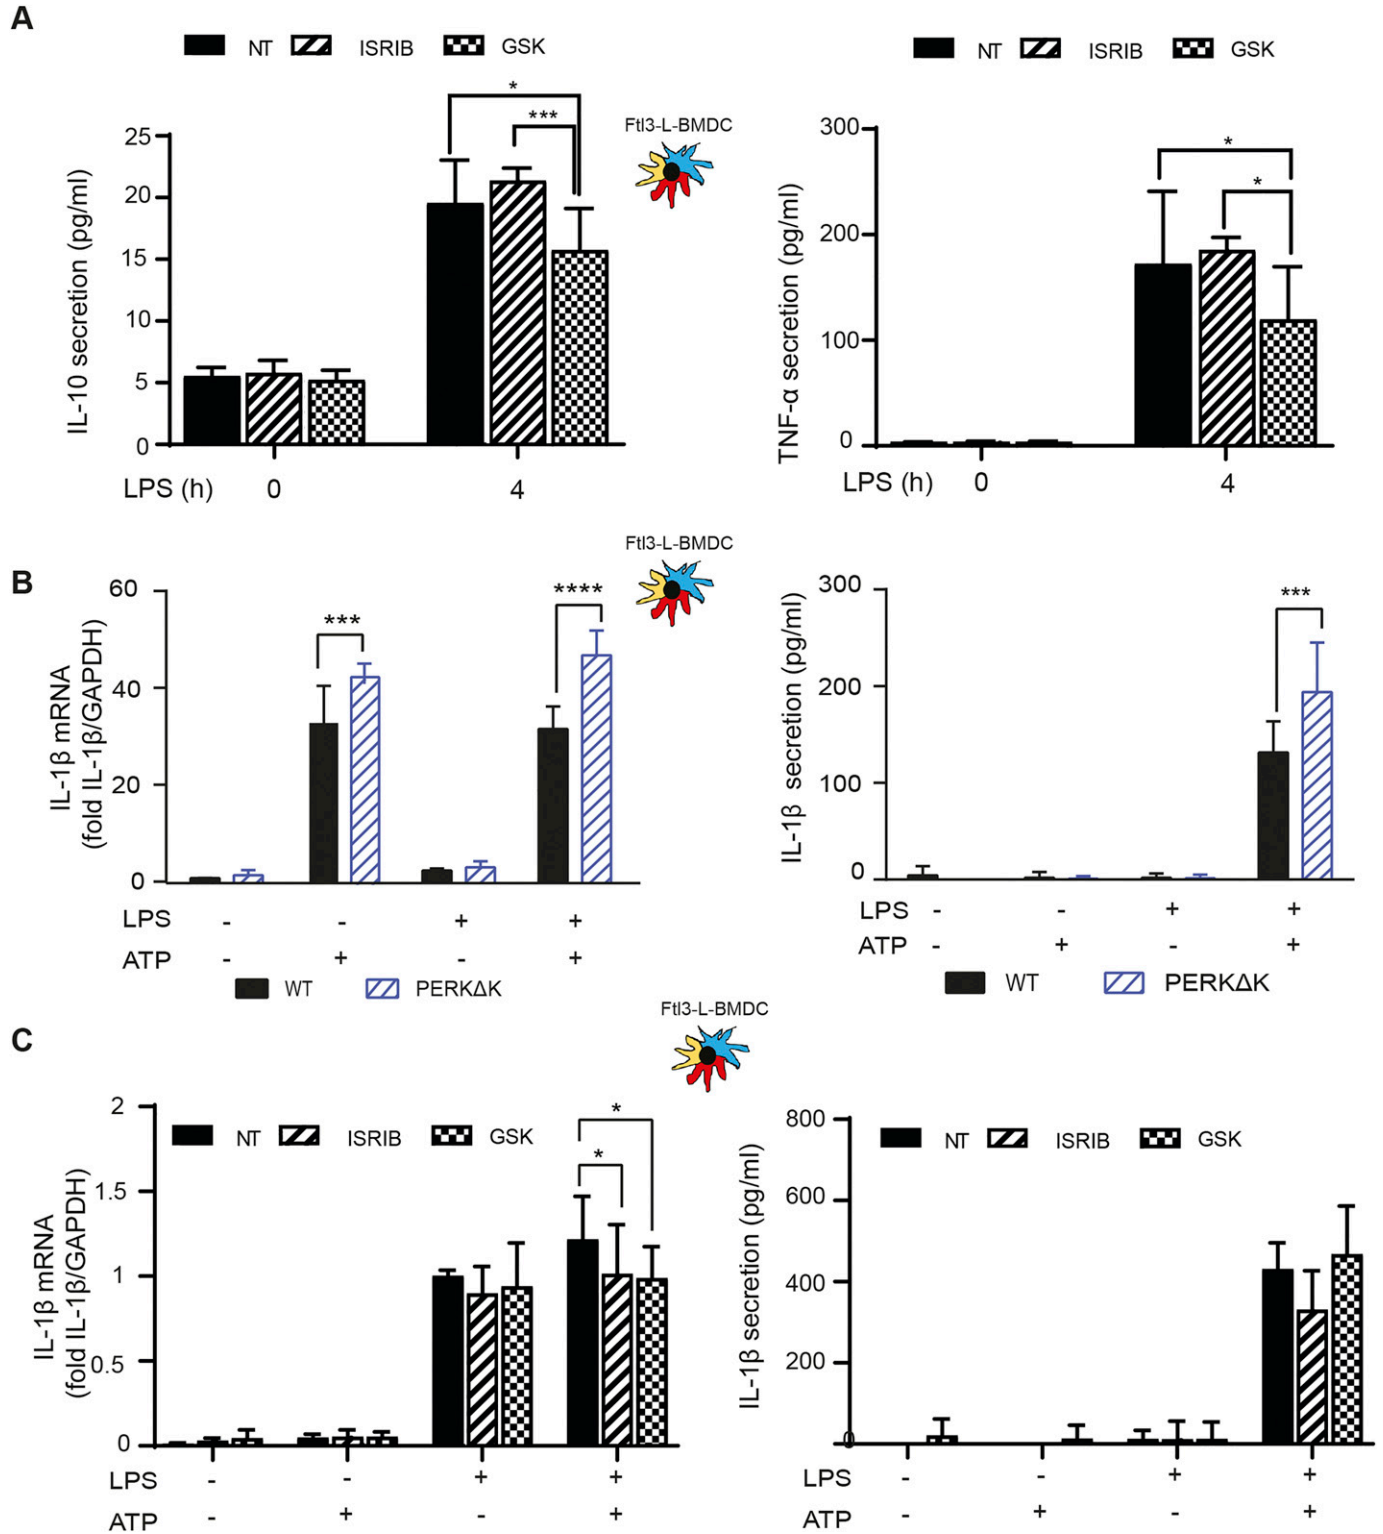 A
NT ISRIB GSK
NT ISRIB GSK
*
***
Ftl3-L-BMDC
*
*
IL-10 secretion (pg/ml)
25
20
15
10
5
0
TNF-α secretion (pg/ml)
300
200
100
0
LPS (h) 0 4
LPS (h) 0 4
B
Ftl3-L-BMDC
***
****
***
IL-1β mRNA
(fold IL-1β/GAPDH)
60
40
20
0
IL-1β secretion (pg/ml)
300
200
100
0
LPS - - + +
ATP - + - +
WT PERKΔK
LPS - - + +
ATP - + - +
WT PERKΔK
C
Ftl3-L-BMDC
NT ISRIB GSK
*
*
NT ISRIB GSK
IL-1β mRNA
(fold IL-1β/GAPDH)
2
1.5
1
0.5
0
IL-1β secretion (pg/ml)
800
600
400
200
0
LPS - - + +
ATP - + - +
LPS - - + +
ATP - + - +